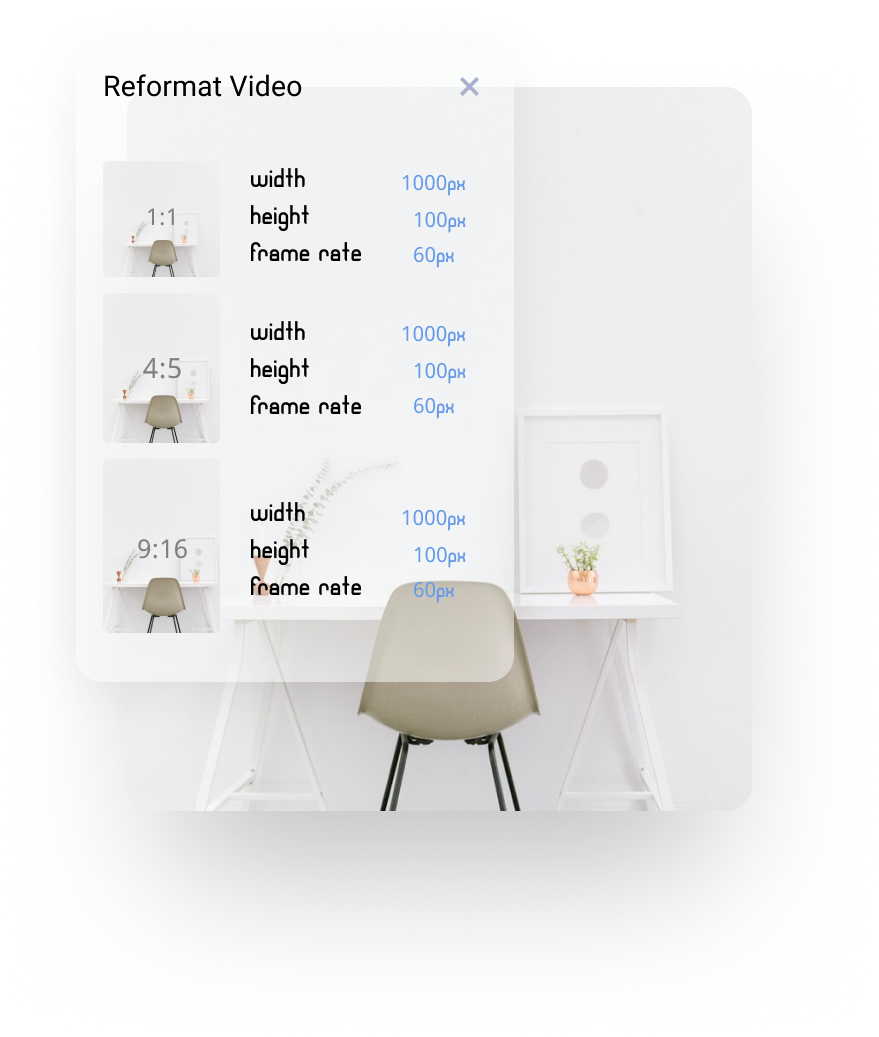 Reformat Video
1:1
width 1000px
height 100px
frame rate 60px
4:5
width 1000px
height 100px
frame rate 60px
9:16
width 1000px
height 100px
frame rate 60px